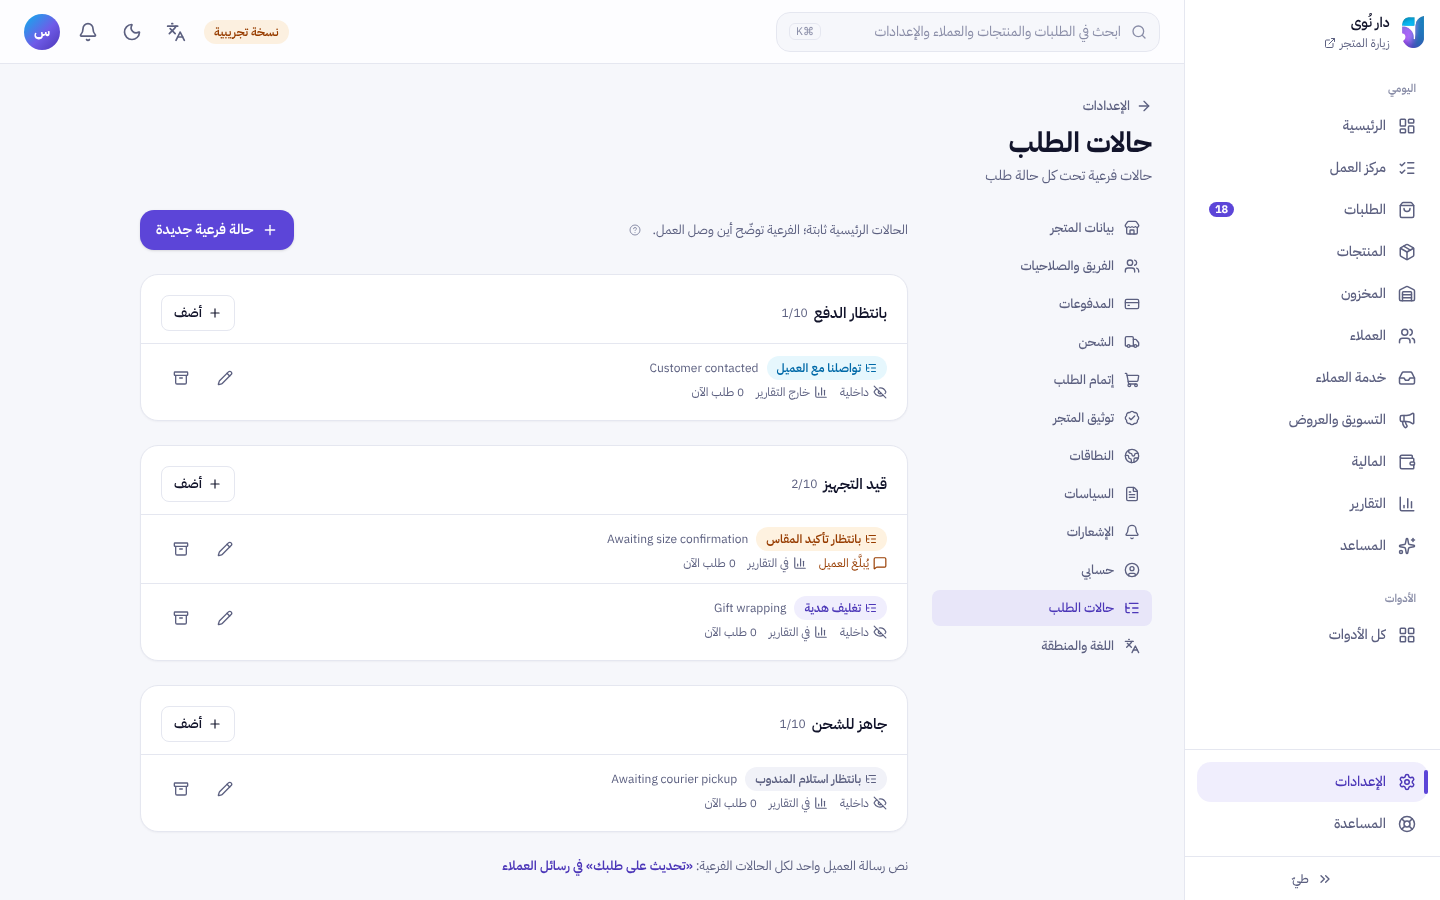 دار نُوى
زيارة المتجر
اليومي
الرئيسية
مركز العمل
الطلبات
18
المنتجات
المخزون
العملاء
خدمة العملاء
التسويق والعروض
المالية
التقارير
المساعد
الأدوات
كل الأدوات
الإعدادات
المساعدة
طيّ
ابحث في الطلبات والمنتجات والعملاء والإعدادات
⌘K
نسخة تجريبية
س
الإعدادات
حالات الطلب
حالات فرعية تحت كل حالة طلب
بيانات المتجر
الفريق والصلاحيات
المدفوعات
الشحن
إتمام الطلب
توثيق المتجر
النطاقات
السياسات
الإشعارات
حسابي
حالات الطلب
اللغة والمنطقة
الحالات الرئيسية ثابتة؛ الفرعية توضّح أين وصل العمل.
حالة فرعية جديدة
بانتظار الدفع 1/10
أضف
تواصلنا مع العميل Customer contacted
داخلية خارج التقارير 0 طلب الآن
قيد التجهيز 2/10
أضف
بانتظار تأكيد المقاس Awaiting size confirmation
يُبلَّغ العميل في التقارير 0 طلب الآن
تغليف هدية Gift wrapping
داخلية في التقارير 0 طلب الآن
جاهز للشحن 1/10
أضف
بانتظار استلام المندوب Awaiting courier pickup
داخلية في التقارير 0 طلب الآن
نص رسالة العميل واحد لكل الحالات الفرعية: «تحديث على طلبك» في رسائل العملاء